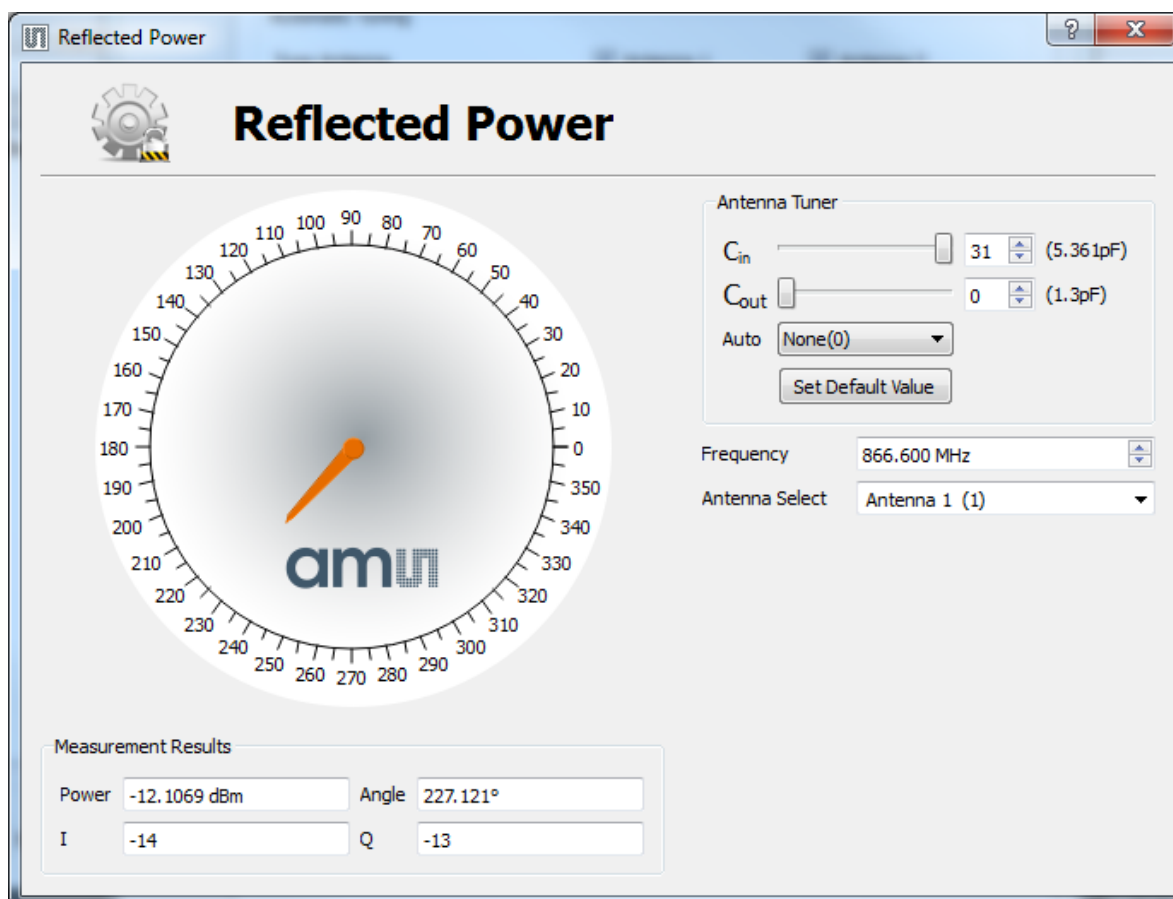 Reflected Power
Reflected Power
90
100 80
110 70
120 60
130 50
140 40
150 30
160 20
170 10
180 0
190 350
200 340
210 330
220 320
230 310
240 300
250 290
260 280
270
am
Antenna Tuner
Cin 31 (5.361pF)
Cout 0 (1.3pF)
Auto None(0)
Set Default Value
Frequency 866.600 MHz
Antenna Select Antenna 1 (1)
Measurement Results
Power -12.1069 dBm Angle 227.121°
I -14 Q -13